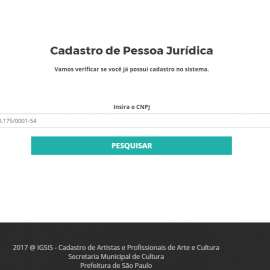 Cadastro de Pessoa Jurídica
Vamos verificar se você já possui cadastro no sistema.
Insira o CNPJ
.175/0001-54
PESQUISAR
2017 @ IGSIS - Cadastro de Artistas e Profissionais de Arte e Cultura
Secretaria Municipal de Cultura
Prefeitura de São Paulo